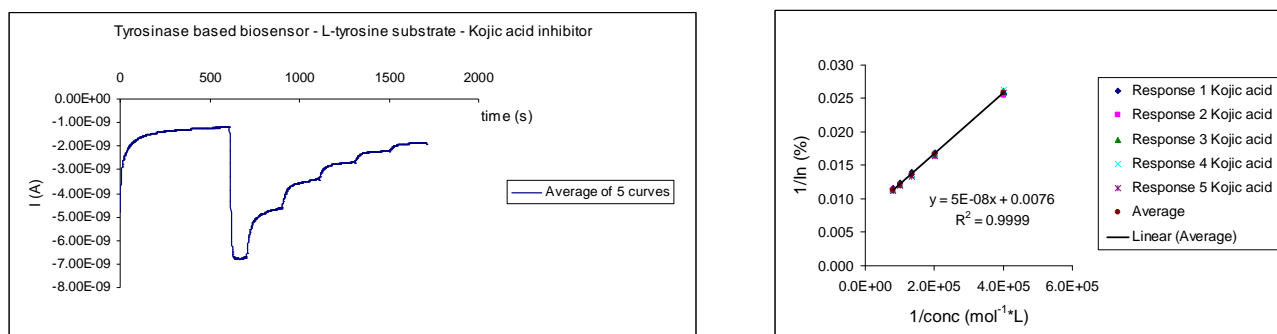 Tyrosinase based biosensor - L-tyrosine substrate - Kojic acid inhibitor
0 500 1000 1500 2000
time (s)
0.00E+00
-1.00E-09
-2.00E-09
-3.00E-09
-4.00E-09
-5.00E-09
-6.00E-09
-7.00E-09
-8.00E-09
I (A)
Average of 5 curves
0.030
0.025
0.020
0.015
0.010
0.005
0.000
1/In (%)
y = 5E-08x + 0.0076
R² = 0.9999
0.0E+00 2.0E+05 4.0E+05 6.0E+05
1/conc (mol⁻¹*L)
Response 1 Kojic acid
Response 2 Kojic acid
Response 3 Kojic acid
Response 4 Kojic acid
Response 5 Kojic acid
Average
Linear (Average)